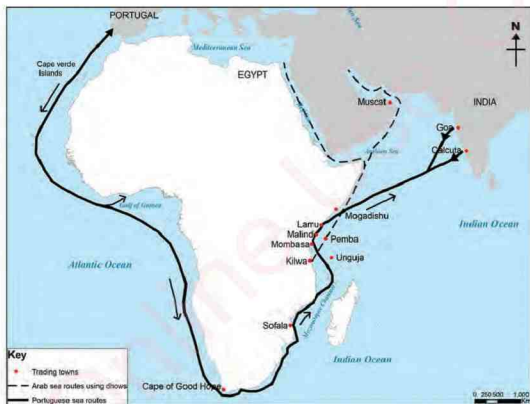 PORTUGAL
Mediterranean Sea
Cape verde
Islands
EGYPT
N
Muscat
INDIA
Goa
Calcuta
Gulf of Guinea
Mogadishu
Lamu
Malindi
Mombasa
Pemba
Indian Ocean
Kilwa
Unguja
Atlantic Ocean
Sofala
Mozambique Channel
Indian Ocean
Key
Trading towns
Arab sea routes using dhows
Portuguese sea routes
Cape of Good Hope
0 250 500 1,000